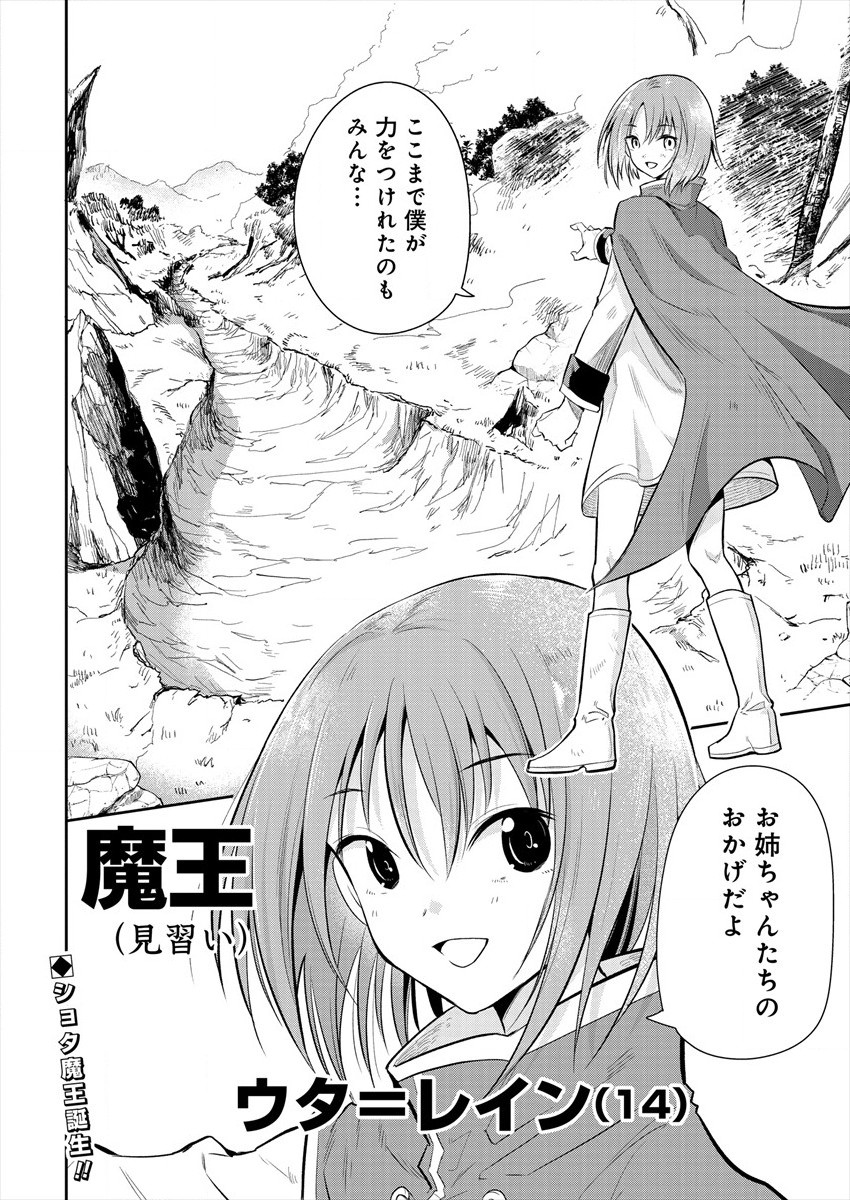 ここまで僕が
力をつけれたのも
みんな…
お姉ちゃんたちの
おかげだよ
魔王
(見習い)
ウタ＝レイン(14)
◆ショタ魔王誕生!!